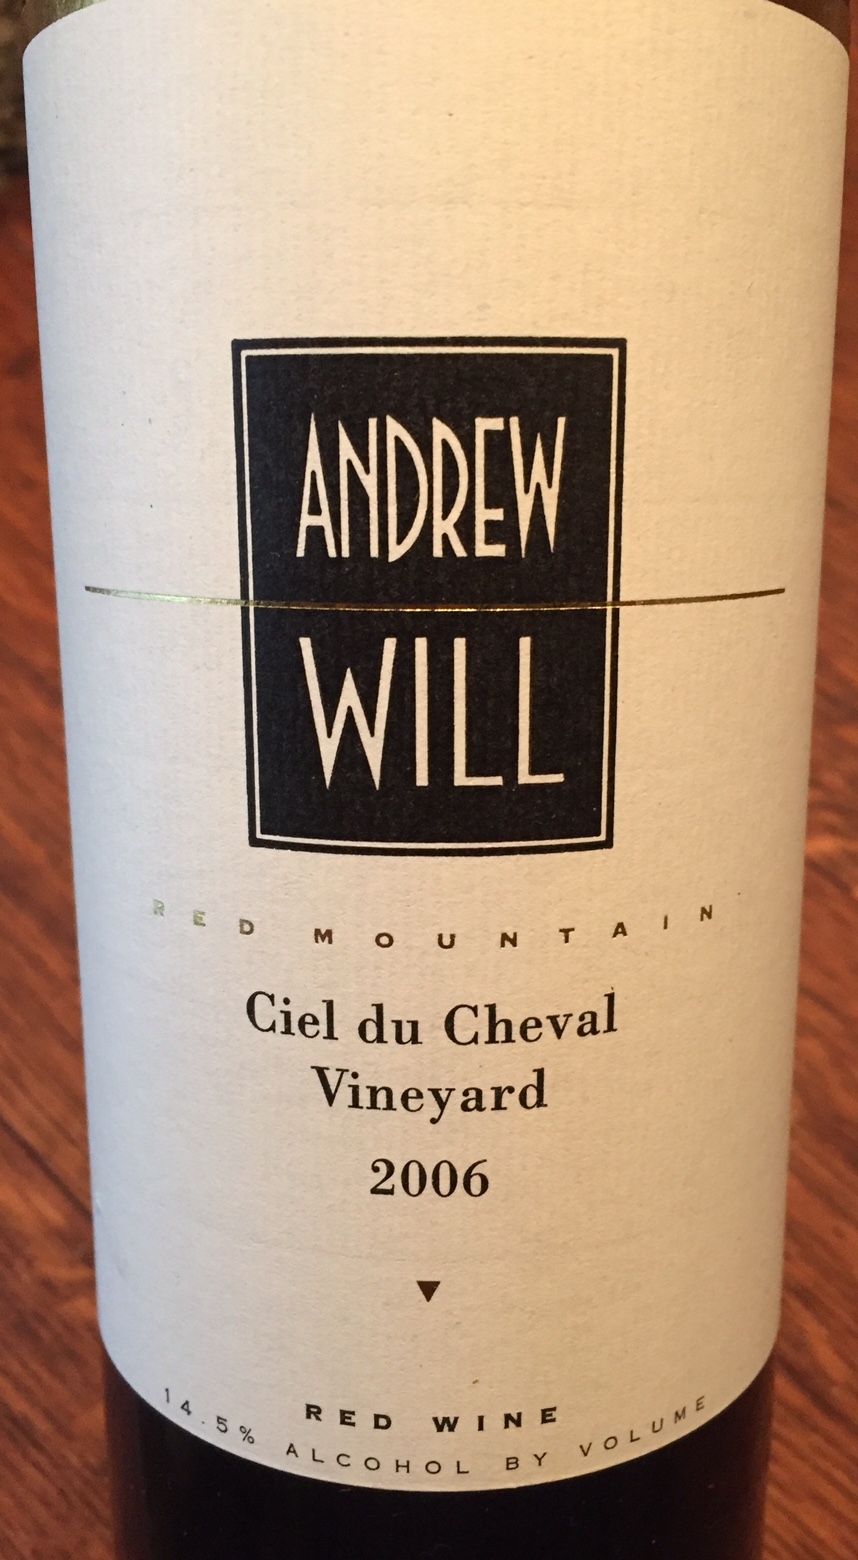 ANDREW
WILL
RED MOUNTAIN
Ciel du Cheval
Vineyard
2006
RED WINE
14.5% ALCOHOL BY VOLUME